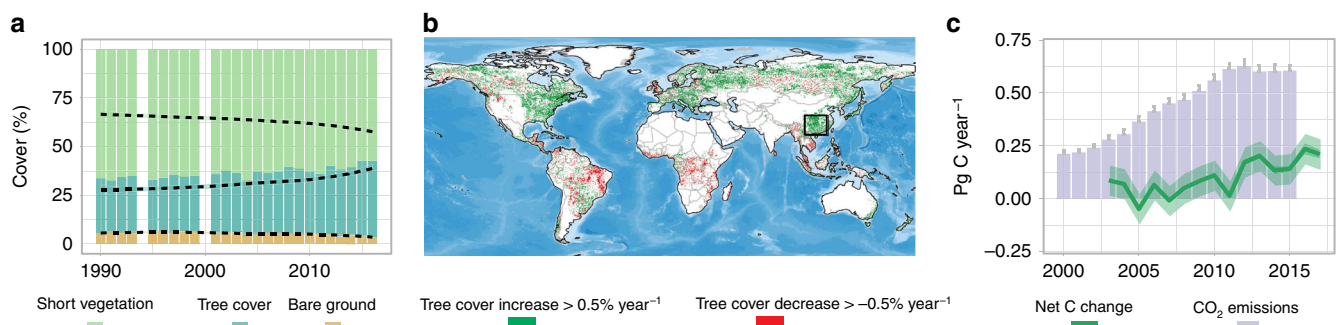 a
100
75
50
25
0
Cover (%)
1990
2000
2010
Short vegetation
Tree cover
Bare ground
b
Tree cover increase > 0.5% year⁻¹
Tree cover decrease > −0.5% year⁻¹
c
0.75
0.50
0.25
0.00
−0.25
Pg C year⁻¹
2000
2005
2010
2015
Net C change
CO₂ emissions